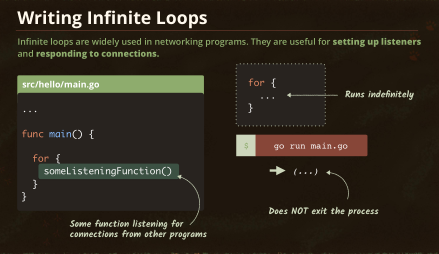 Writing Infinite Loops
Infinite loops are widely used in networking programs. They are useful for setting up listeners
and responding to connections.
src/hello/main.go
...
func main() {
for {
someListeningFunction()
}
}
Some function listening for
connections from other programs
for {
...
}
Runs indefinitely
$ go run main.go
(...)
Does NOT exit the process